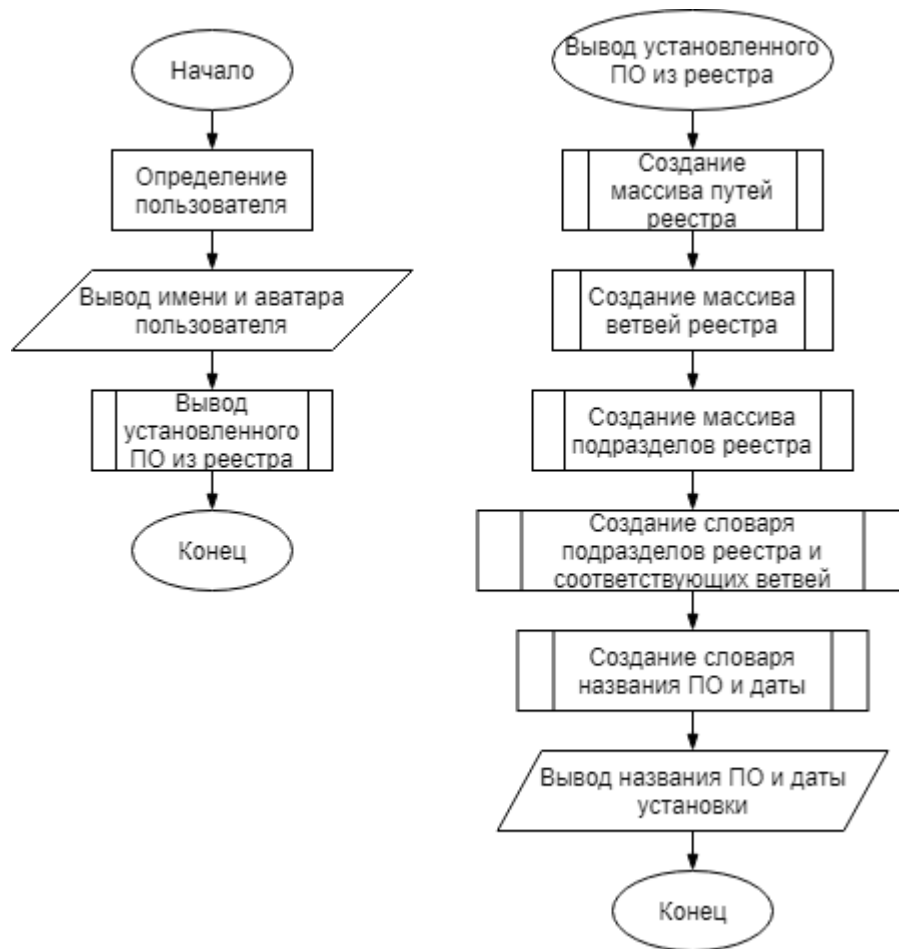 Начало
Определение
пользователя
Вывод имени и аватара
пользователя
Вывод
установленного
ПО из реестра
Конец
Вывод установленного
ПО из реестра
Создание
массива путей
реестра
Создание массива
ветвей реестра
Создание массива
подразделов реестра
Создание словаря
подразделов реестра и
соответствующих ветвей
Создание словаря
названия ПО и даты
Вывод названия ПО и даты
установки
Конец